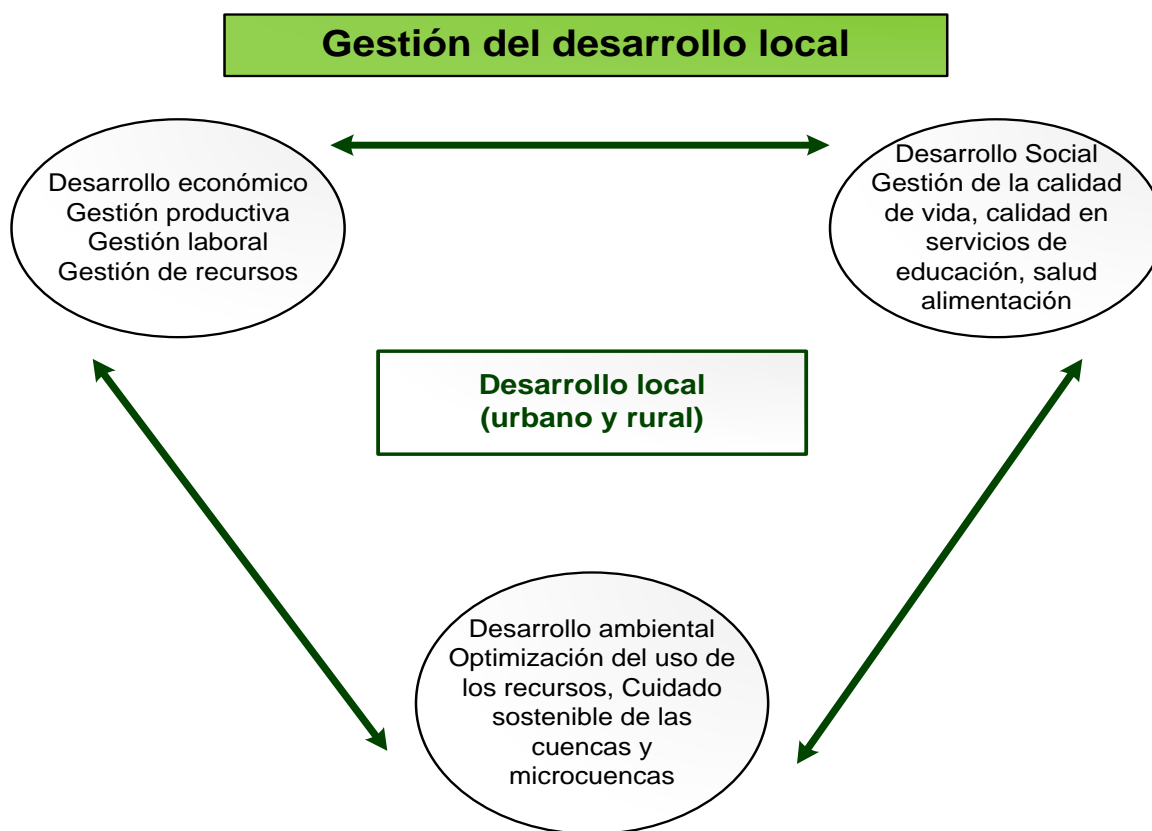 Gestión del desarrollo local
Desarrollo económico
Gestión productiva
Gestión laboral
Gestión de recursos
Desarrollo Social
Gestión de la calidad
de vida, calidad en
servicios de
educación, salud
alimentación
Desarrollo local
(urbano y rural)
Desarrollo ambiental
Optimización del uso de
los recursos, Cuidado
sostenible de las
cuencas y
microcuencas